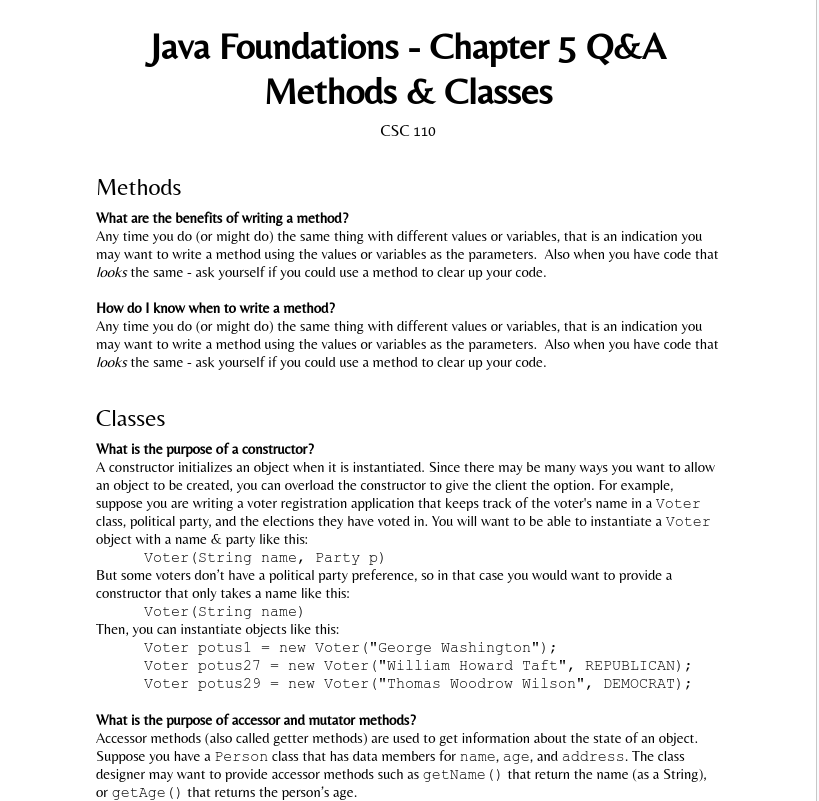 Java Foundations - Chapter 5 Q&A
Methods & Classes
CSC 110
Methods
What are the benefits of writing a method?
Any time you do (or might do) the same thing with different values or variables, that is an indication you
may want to write a method using the values or variables as the parameters.  Also when you have code that
looks the same - ask yourself if you could use a method to clear up your code.
How do I know when to write a method?
Any time you do (or might do) the same thing with different values or variables, that is an indication you
may want to write a method using the values or variables as the parameters.  Also when you have code that
looks the same - ask yourself if you could use a method to clear up your code.
Classes
What is the purpose of a constructor?
A constructor initializes an object when it is instantiated. Since there may be many ways you want to allow
an object to be created, you can overload the constructor to give the client the option. For example,
suppose you are writing a voter registration application that keeps track of the voter's name in a Voter
class, political party, and the elections they have voted in. You will want to be able to instantiate a Voter
object with a name & party like this:
Voter(String name, Party p)
But some voters don't have a political party preference, so in that case you would want to provide a
constructor that only takes a name like this:
Voter(String name)
Then, you can instantiate objects like this:
Voter potus1 = new Voter("George Washington");
Voter potus27 = new Voter("William Howard Taft", REPUBLICAN);
Voter potus29 = new Voter("Thomas Woodrow Wilson", DEMOCRAT);
What is the purpose of accessor and mutator methods?
Accessor methods (also called getter methods) are used to get information about the state of an object.
Suppose you have a Person class that has data members for name, age, and address. The class
designer may want to provide accessor methods such as getName() that return the name (as a String),
or getAge() that returns the person's age.